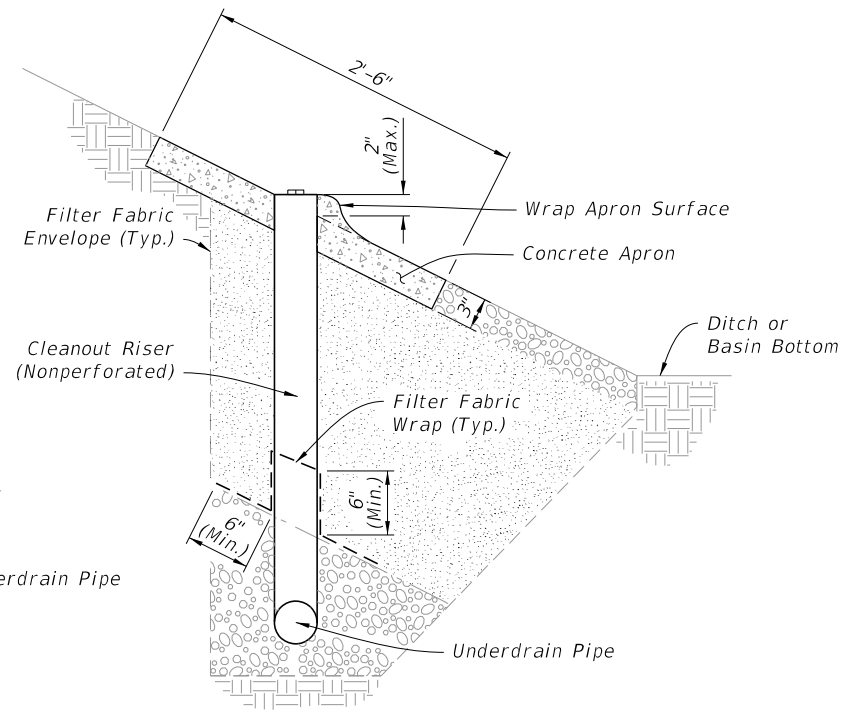 2'-6"
2"
(Max.)
Wrap Apron Surface
Filter Fabric
Envelope (Typ.)
Concrete Apron
3"
Ditch or
Basin Bottom
Cleanout Riser
(Nonperforated)
Filter Fabric
Wrap (Typ.)
6"
(Min.)
6"
(Min.)
Pipe
Underdrain Pipe